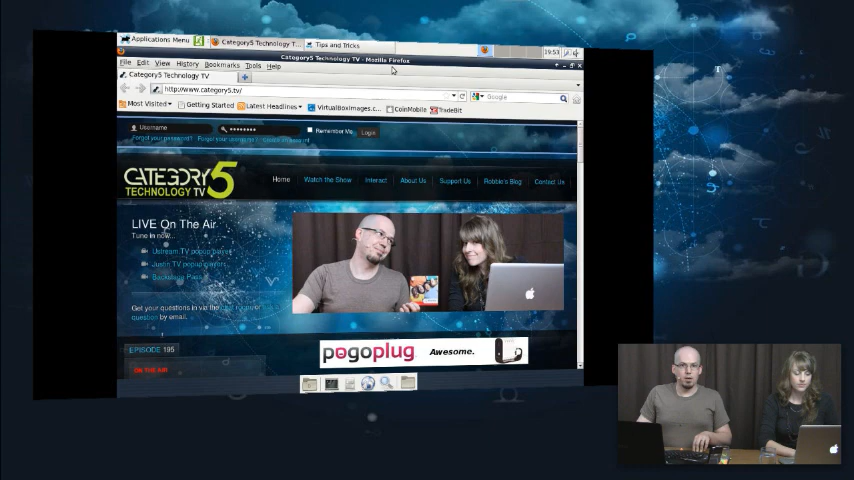 Applications Menu
Category5 Technology T...
Tips and Tricks
19:53
Category5 Technology TV - Mozilla Firefox
File Edit View History Bookmarks Tools Help
Category5 Technology TV
http://www.category5.tv/
Google
Most Visited
Getting Started
Latest Headlines
VirtualBoxImages.c...
CoinMobile
TradeBit
Username
Remember Me
Login
Forgot your password? Forgot your username?
CATEGORY 5
TECHNOLOGY TV
Home
Watch the Show
Interact
About Us
Support Us
Robbie's Blog
Contact Us
LIVE On The Air
Tune in now...
Ustream TV popup player
Justin TV popup player
Backstage Pass
Get your questions in via the
question by email.
pogoplug Awesome.
EPISODE 195
ON THE AIR